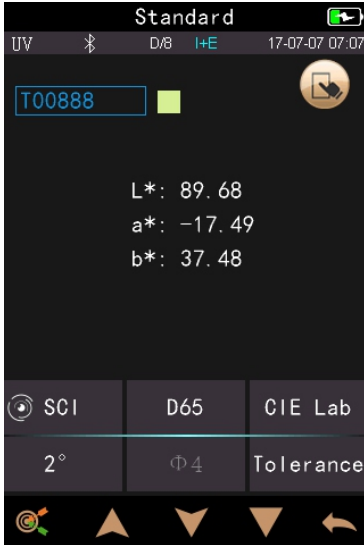 Standard
UV D/8 I+E 17-07-07 07:07
T00888
L*: 89.68
a*: -17.49
b*: 37.48
SCI D65 CIE Lab
2° Φ4 Tolerance